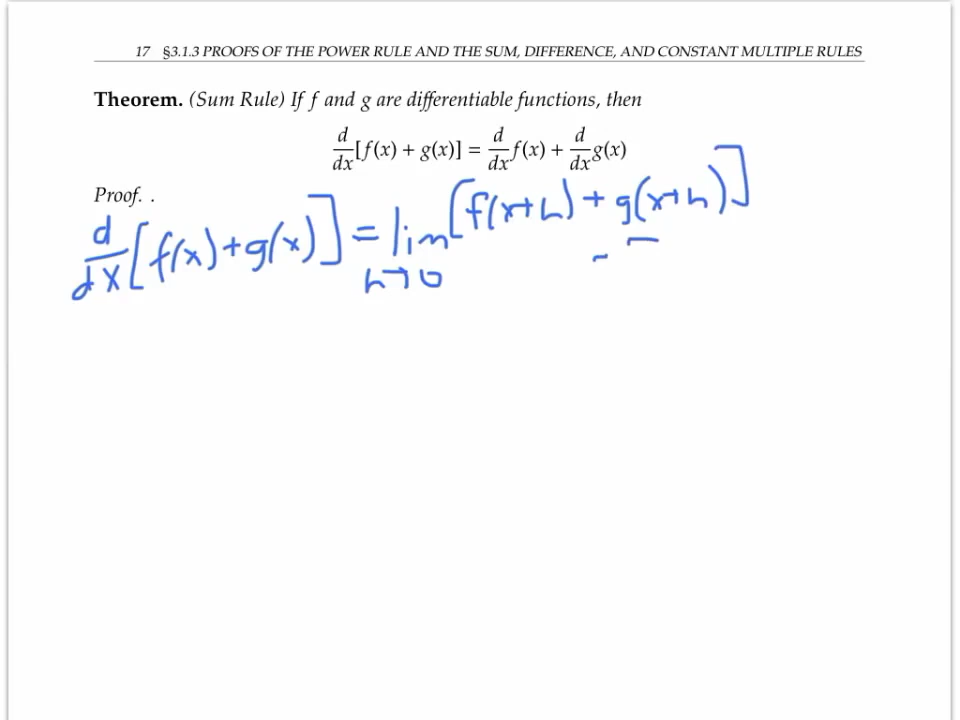 17 §3.1.3 PROOFS OF THE POWER RULE AND THE SUM, DIFFERENCE, AND CONSTANT MULTIPLE RULES
Theorem. (Sum Rule) If f and g are differentiable functions, then
d/dx [f(x) + g(x)] = d/dx f(x) + d/dx g(x)
Proof. .
d/dx [f(x)+g(x)] = lim h→0 [f(x+h) + g(x+h)] - -